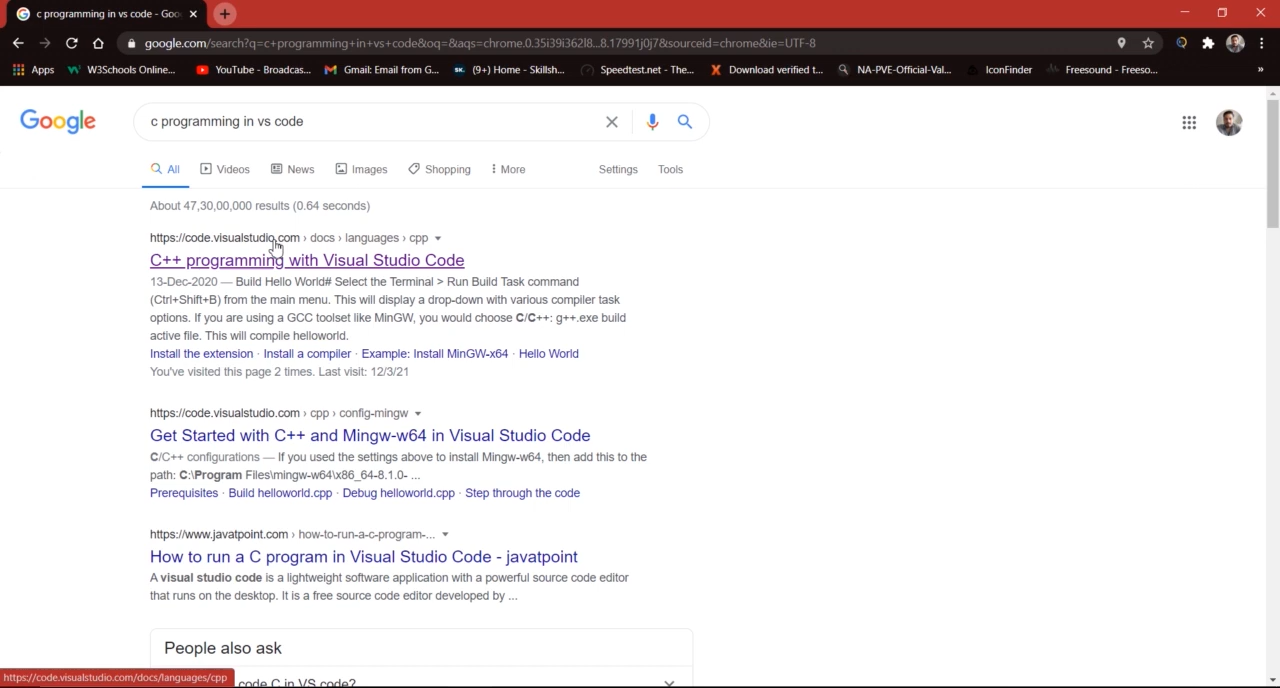 c programming in vs code - Goo
google.com/search?q=c+programming+in+vs+code&oq=&aqs=chrome.0.35i39i362l8...8.17991j0j7&sourceid=chrome&ie=UTF-8
Apps W3Schools Online... YouTube - Broadcas... Gmail: Email from G... SK. (9+) Home - Skillsh... Speedtest.net - The... Download verified t... NA-PVE-Official-Val... IconFinder Freesound - Freeso... »
Google
c programming in vs code
All Videos News Images Shopping More Settings Tools
About 47,30,00,000 results (0.64 seconds)
https://code.visualstudio.com › docs › languages › cpp
C++ programming with Visual Studio Code
13-Dec-2020 — Build Hello World# Select the Terminal > Run Build Task command
(Ctrl+Shift+B) from the main menu. This will display a drop-down with various compiler task
options. If you are using a GCC toolset like MinGW, you would choose C/C++: g++.exe build
active file. This will compile helloworld.
Install the extension · Install a compiler · Example: Install MinGW-x64 · Hello World
You've visited this page 2 times. Last visit: 12/3/21
https://code.visualstudio.com › cpp › config-mingw
Get Started with C++ and Mingw-w64 in Visual Studio Code
C/C++ configurations — If you used the settings above to install Mingw-w64, then add this to the
path: C:\Program Files\mingw-w64\x86_64-8.1.0- ...
Prerequisites · Build helloworld.cpp · Debug helloworld.cpp · Step through the code
https://www.javatpoint.com › how-to-run-a-c-program-...
How to run a C program in Visual Studio Code - javatpoint
A visual studio code is a lightweight software application with a powerful source code editor
that runs on the desktop. It is a free source code editor developed by ...
People also ask
code C in VS code?
https://code.visualstudio.com/docs/languages/cpp